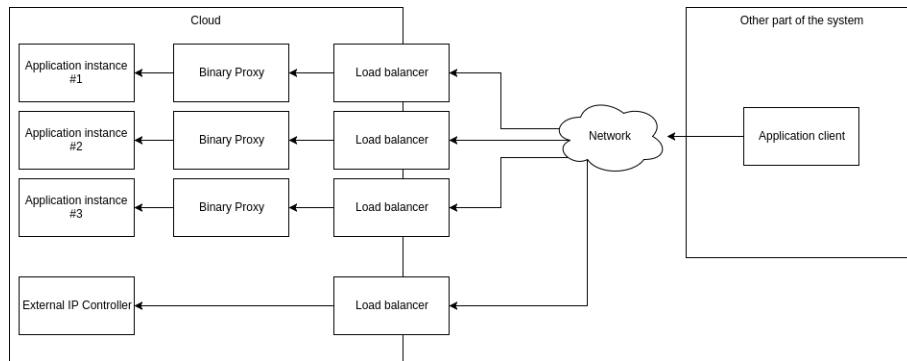 Cloud
Other part of the system
Application instance
#1
Binary Proxy
Load balancer
Application instance
#2
Binary Proxy
Load balancer
Network
Application client
Application instance
#3
Binary Proxy
Load balancer
External IP Controller
Load balancer